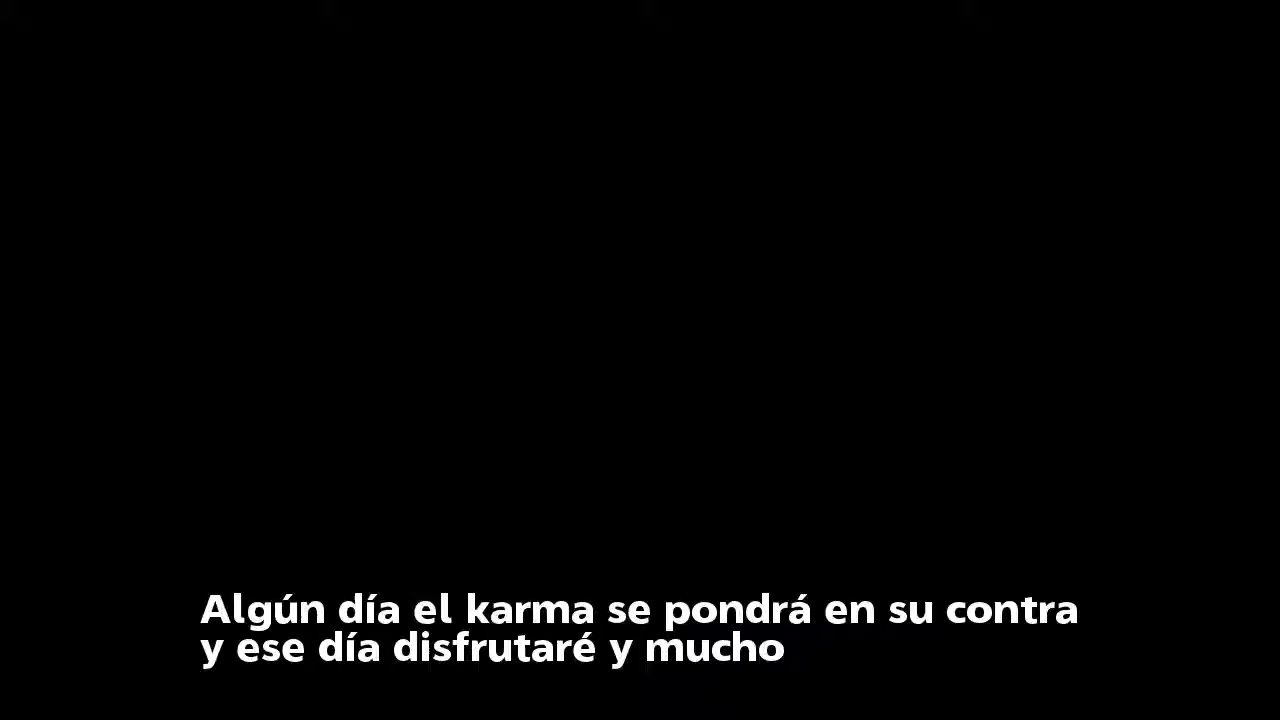 Algún día el karma se pondrá en su contra
y ese día disfrutaré y mucho